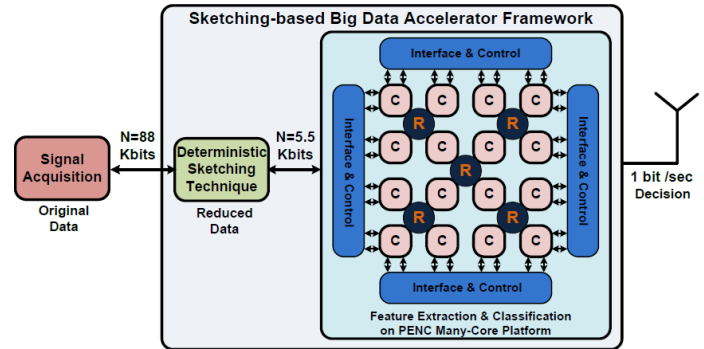 Sketching-based Big Data Accelerator Framework
Interface & Control
N=88
Kbits
N=5.5
Kbits
Signal
Acquisition
Deterministic
Sketching
Technique
Original
Data
Reduced
Data
Interface & Control
C C C C
R R
C C C C
R
C C C C
R R
C C C C
Interface & Control
1 bit /sec
Decision
Interface & Control
Feature Extraction & Classification
on PENC Many-Core Platform